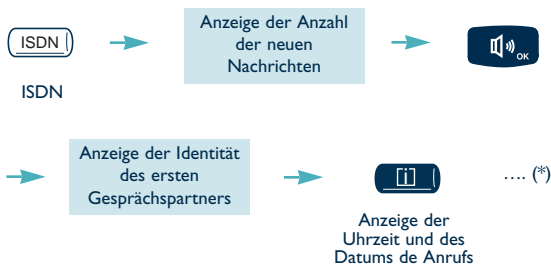 ISDN
Anzeige der Anzahl
der neuen
Nachrichten
OK
ISDN
Anzeige der Identität
des ersten
Gesprächspartners
i
.... (*)
Anzeige der
Uhrzeit und des
Datums de Anrufs